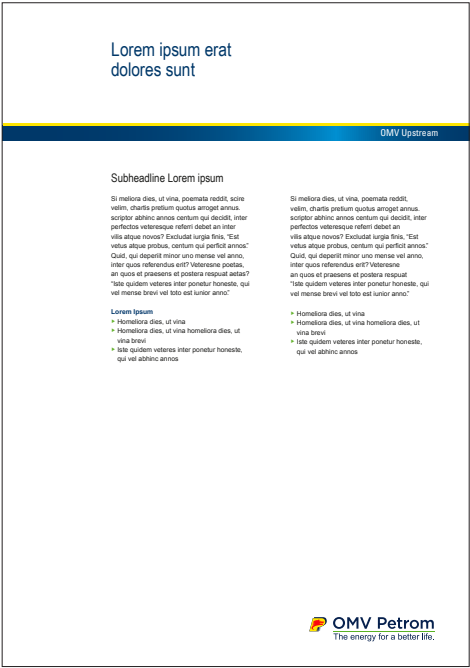 Lorem ipsum erat
dolores sunt
OMV Upstream
Subheadline Lorem ipsum
Si meliora dies, ut vina, poemata reddit, scire
velim, chartis pretium quotus arroget annus.
scriptor abhinc annos centum qui decidit, inter
perfectos veteresque referri debet an inter
vilis atque novos? Excludat iurgia finis, “Est
vetus atque probus, centum qui perficit annos.”
Quid, qui deperiit minor uno mense vel anno,
inter quos referendus erit? Veteresne poetas,
an quos et praesens et postera respuat aetas?
“Iste quidem veteres inter ponetur honeste, qui
vel mense brevi vel toto est iunior anno.”
Lorem Ipsum
Homeliora dies, ut vina
Homeliora dies, ut vina homeliora dies, ut
vina brevi
Iste quidem veteres inter ponetur honeste,
qui vel abhinc annos
Si meliora dies, ut vina, poemata reddit,
velim, chartis pretium quotus arroget annus.
scriptor abhinc annos centum qui decidit, inter
perfectos veteresque referri debet an
vilis atque novos? Excludat iurgia finis, “Est
vetus atque probus, centum qui perficit annos.”
Quid, qui deperiit minor uno mense vel anno,
inter quos referendus erit? Veteresne
an quos et praesens et postera respuat
“Iste quidem veteres inter ponetur honeste, qui
vel mense brevi vel toto est iunior anno.”
Homeliora dies, ut vina
Homeliora dies, ut vina homeliora dies, ut
vina brevi
Iste quidem veteres inter ponetur honeste,
qui vel abhinc annos
OMV Petrom
The energy for a better life.